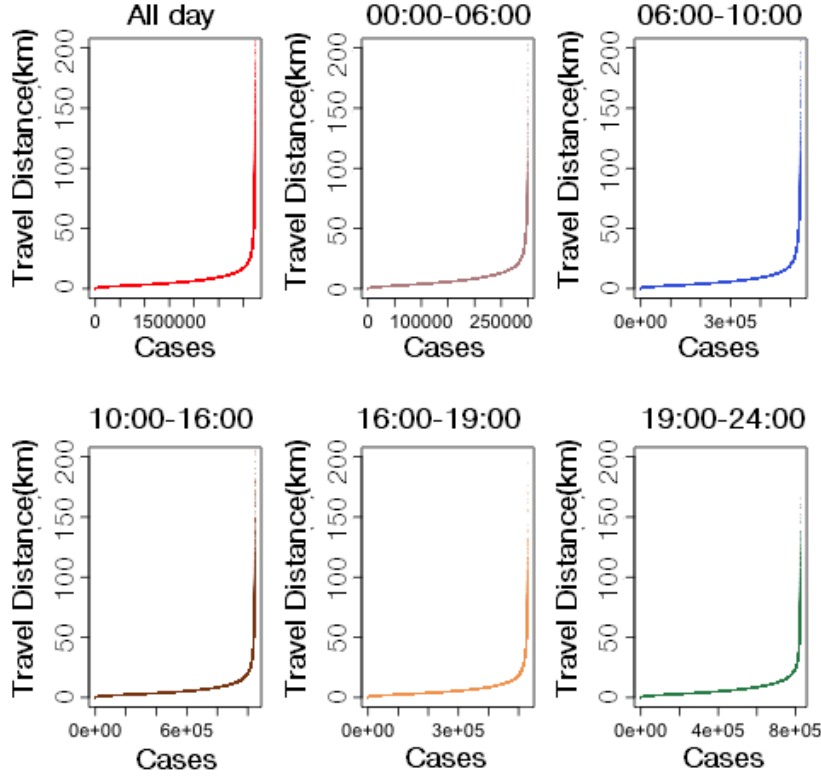 All day
00:00-06:00
06:00-10:00
Travel Distance(km)
0
50
100
150
200
0
1500000
Cases
Travel Distance(km)
0
50
100
150
200
0
100000
250000
Cases
Travel Distance(km)
0
50
100
150
200
0e+00
3e+05
Cases
10:00-16:00
16:00-19:00
19:00-24:00
Travel Distance(km)
0
50
100
150
200
0e+00
6e+05
Cases
Travel Distance(km)
0
50
100
150
200
0e+00
3e+05
Cases
Travel Distance(km)
0
50
100
150
200
0e+00
4e+05
8e+05
Cases